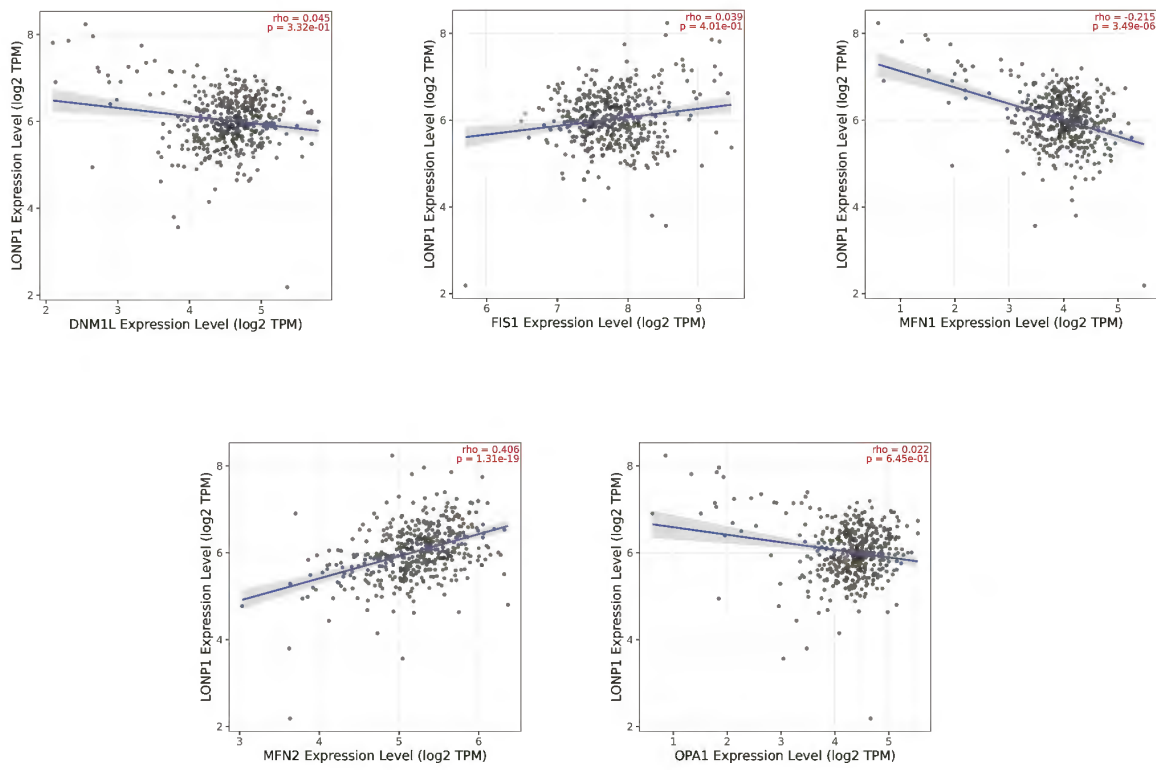 rho = 0.045
p = 3.32e-01
8
6
4
2
LONP1 Expression Level (log2 TPM)
2 3 4 5
DNM1L Expression Level (log2 TPM)
rho = 0.039
p = 4.01e-01
8
6
4
2
LONP1 Expression Level (log2 TPM)
6 7 8 9
FIS1 Expression Level (log2 TPM)
rho = -0.215
p = 3.49e-06
8
6
4
2
LONP1 Expression Level (log2 TPM)
1 2 3 4 5
MFN1 Expression Level (log2 TPM)
rho = 0.406
p = 1.31e-19
8
6
4
2
LONP1 Expression Level (log2 TPM)
3 4 5 6
MFN2 Expression Level (log2 TPM)
rho = 0.022
p = 6.45e-01
8
6
4
2
LONP1 Expression Level (log2 TPM)
1 2 3 4 5
OPA1 Expression Level (log2 TPM)